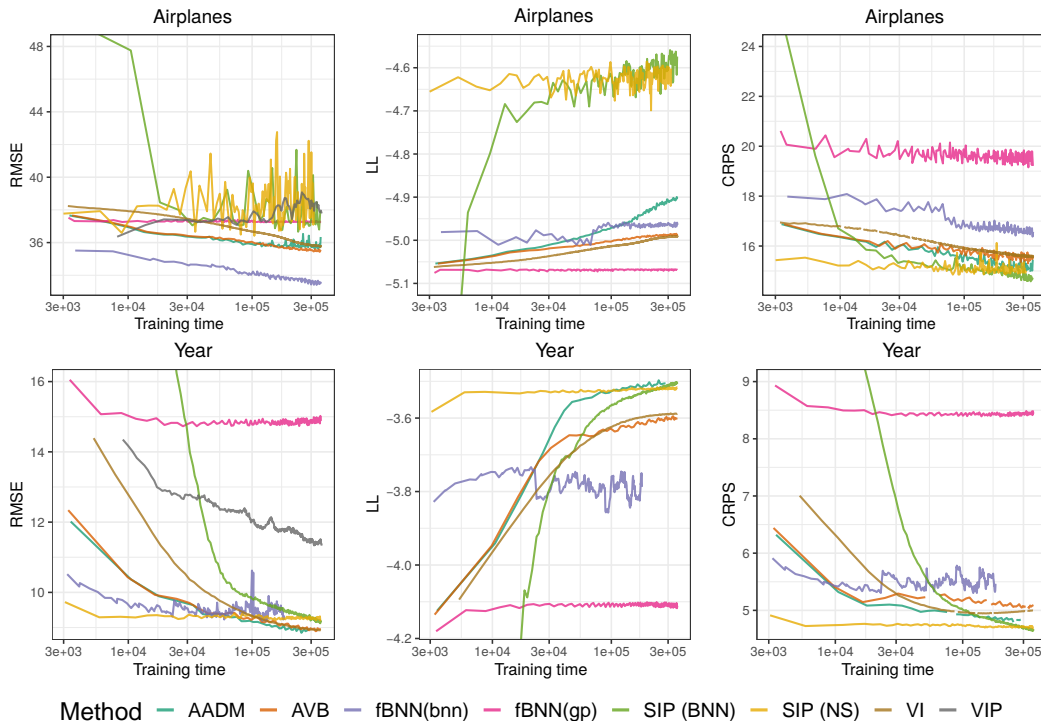 Airplanes
Airplanes
Airplanes
48
44
40
36
RMSE
3e+03 1e+04 3e+04 1e+05 3e+05
Training time
−4.6
−4.7
−4.8
−4.9
−5.0
−5.1
LL
3e+03 1e+04 3e+04 1e+05 3e+05
Training time
24
22
20
18
16
CRPS
3e+03 1e+04 3e+04 1e+05 3e+05
Training time
Year
Year
Year
16
14
12
10
RMSE
3e+03 1e+04 3e+04 1e+05 3e+05
Training time
−3.6
−3.8
−4.0
−4.2
LL
3e+03 1e+04 3e+04 1e+05 3e+05
Training time
9
8
7
6
5
CRPS
3e+03 1e+04 3e+04 1e+05 3e+05
Training time
Method AADM AVB fBNN(bnn) fBNN(gp) SIP (BNN) SIP (NS) VI VIP